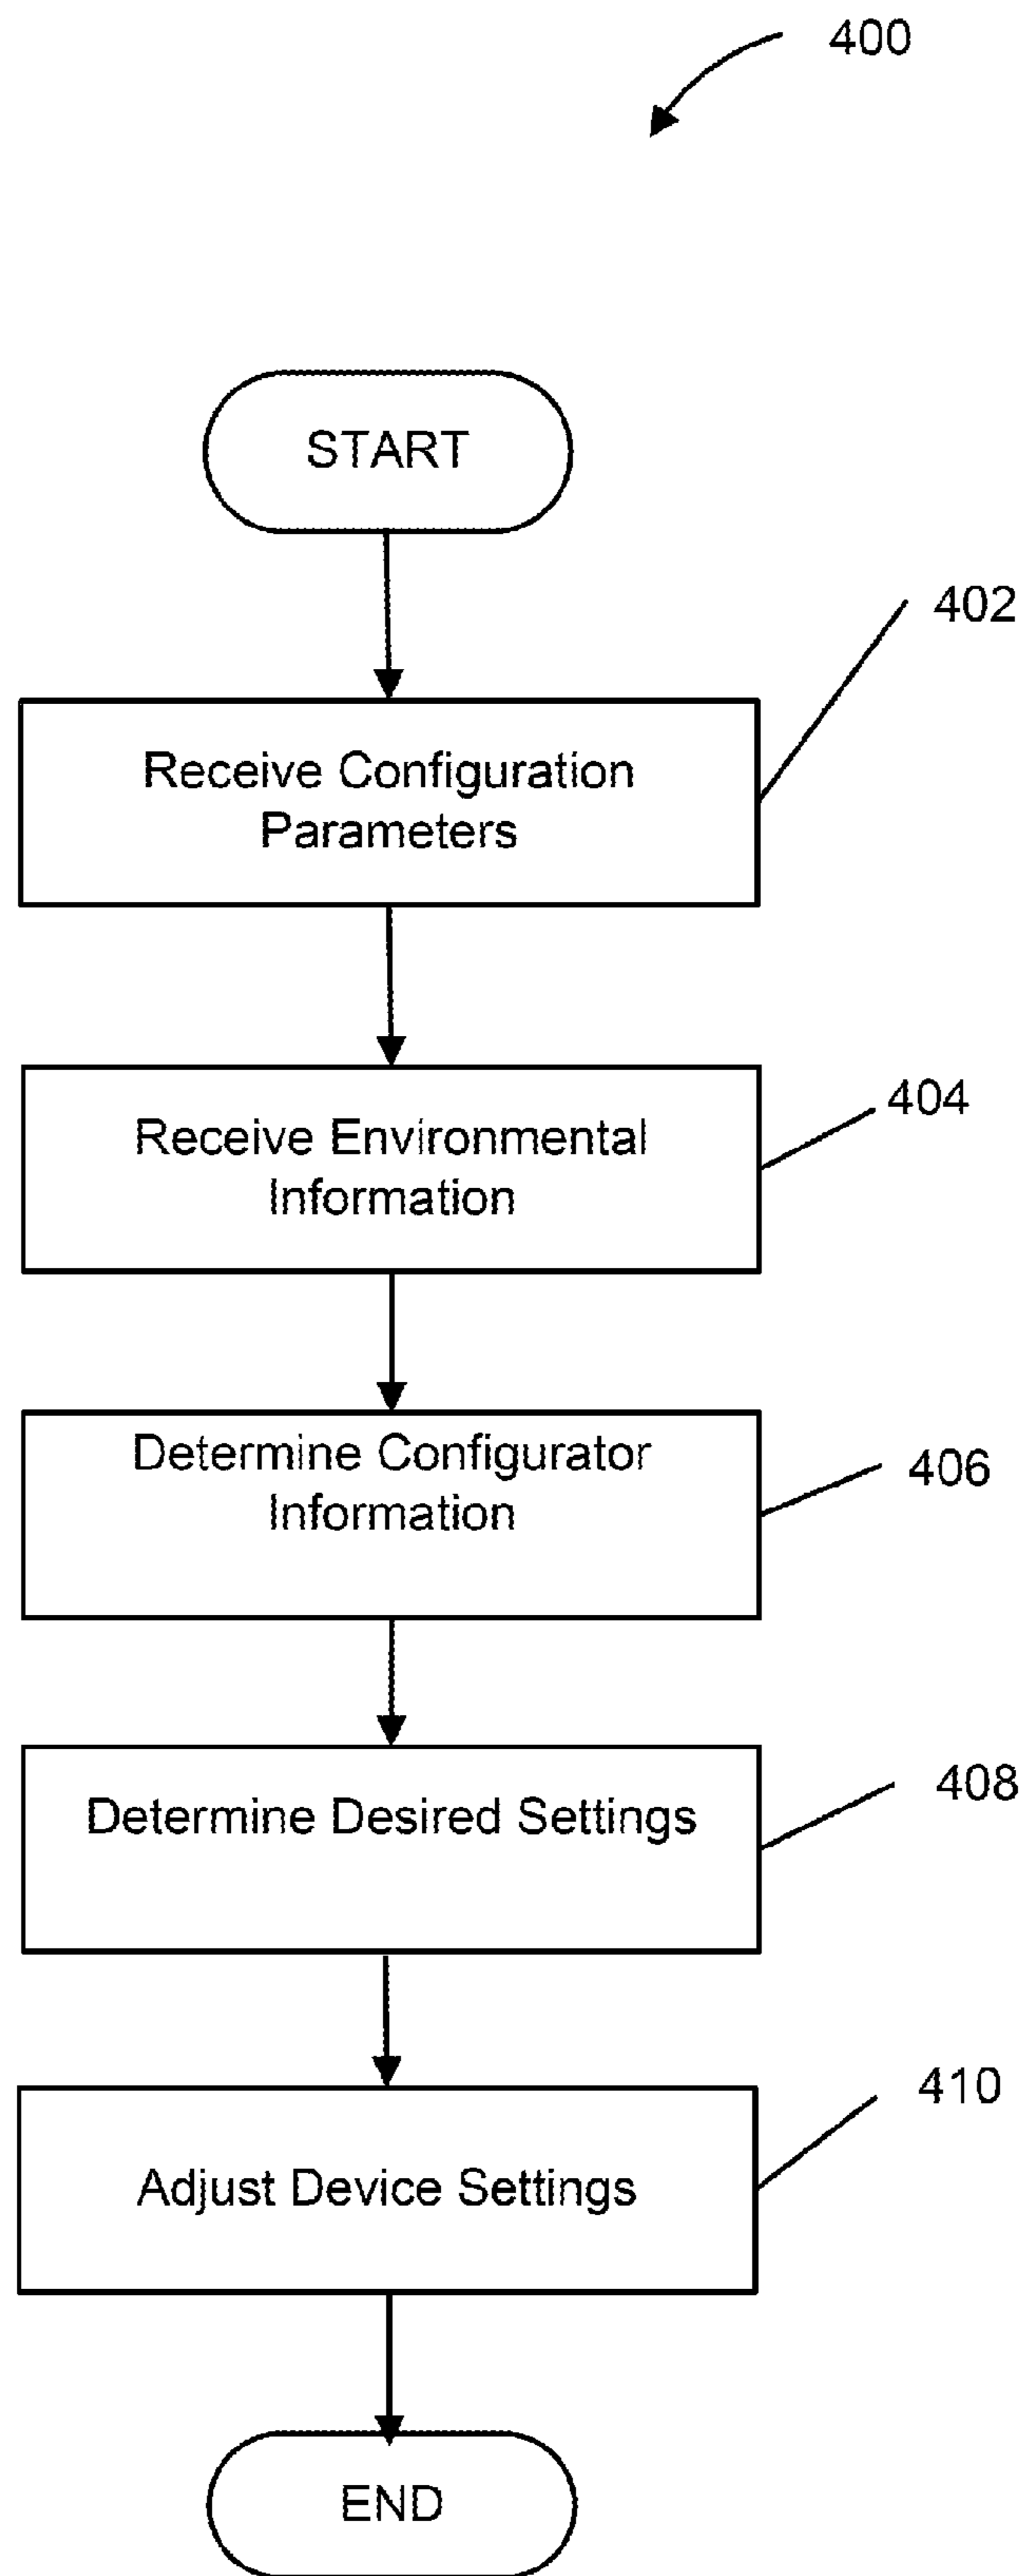 400
START
402
Receive Configuration
Parameters
404
Receive Environmental
Information
406
Determine Configurator
Information
408
Determine Desired Settings
410
Adjust Device Settings
END